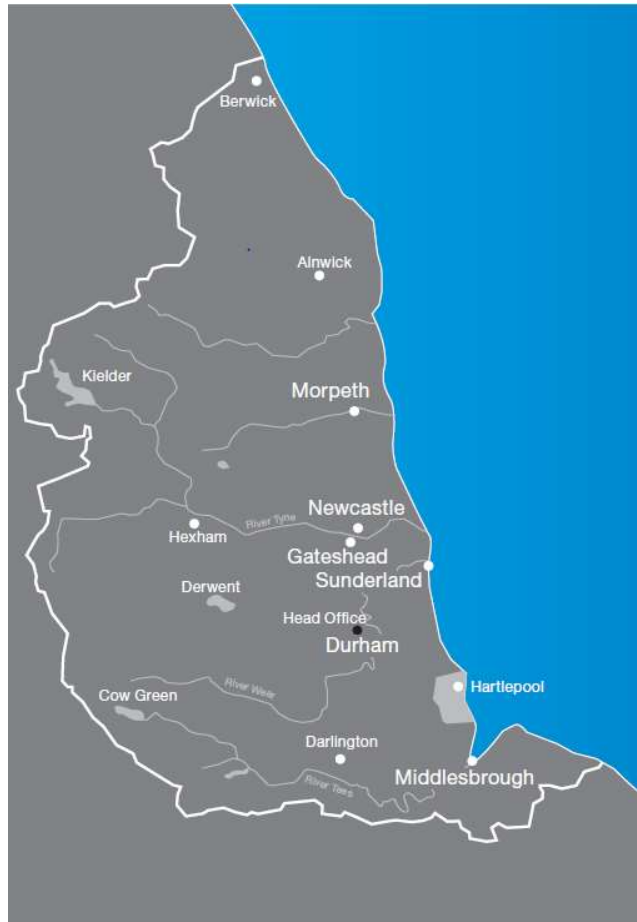 Berwick
Alnwick
Kielder
Morpeth
Newcastle
River Tyne
Hexham
Gateshead
Sunderland
Derwent
Head Office
Durham
River Weir
Cow Green
Hartlepool
Darlington
Middlesbrough
River Tees